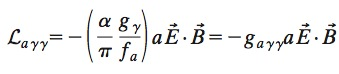 ℒ_{aγγ} = −(α/π g_γ/f_a) a E⃗ · B⃗ = −g_{aγγ} a E⃗ · B⃗